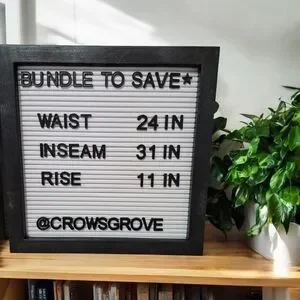 BUNDLE TO SAVE★
WAIST 24 IN
INSEAM 31 IN
RISE 11 IN
@CROWSGROVE